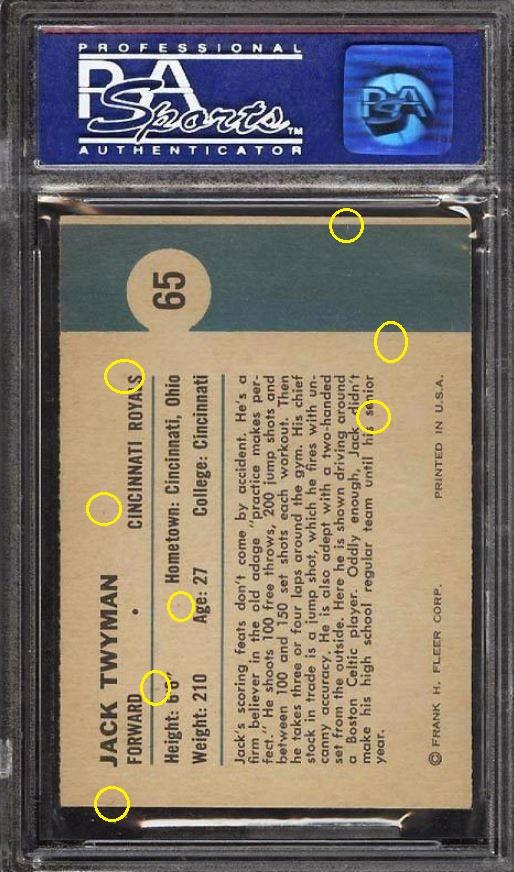 PROFESSIONAL
PSA
Sports™
AUTHENTICATOR
PSA
65
JACK TWYMAN
FORWARD • CINCINNATI ROYALS
Height: Hometown: Cincinnati, Ohio
Weight: 210 Age: 27 College: Cincinnati
Jack's scoring feats don't come by accident. He's a
firm believer in the old adage "practice makes per-
fect." He shoots 100 free throws, 200 jump shots and
between 100 and 150 set shots each workout. Then
he takes three or four laps around the gym. His chief
stock in trade is a jump shot, which he fires with un-
canny accuracy. He is also adept with a two-handed
set from the outside. Here he is shown driving around
a Boston Celtic player. Oddly enough, Jack didn't
make his high school regular team until his senior
year.
© FRANK H. FLEER CORP. PRINTED IN U.S.A.